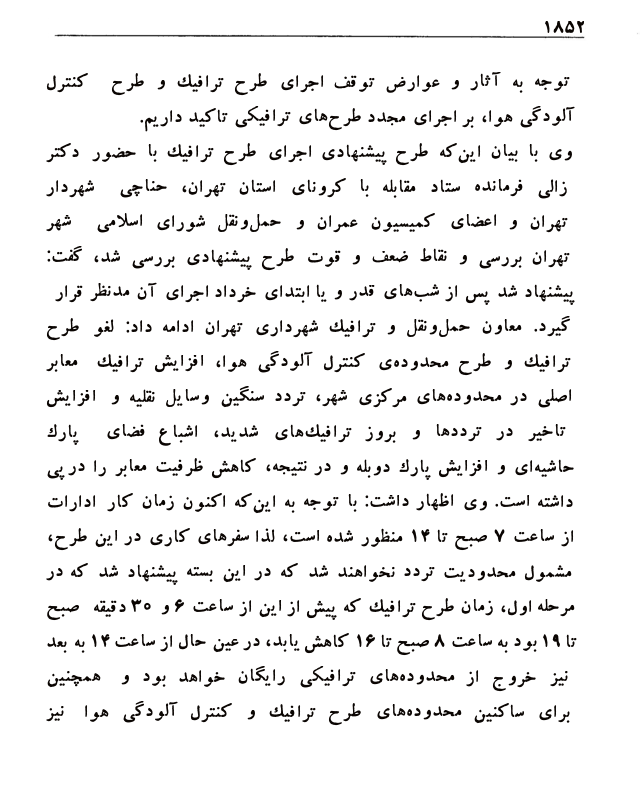 ۱۸۵۲
توجه به آثار و عوارض توقف اجرای طرح ترافیك و طرح کنترل
آلودگی هوا، بر اجرای مجدد طرح‌های ترافیکی تاکید داریم.
وی با بیان این‌که طرح پیشنهادی اجرای طرح ترافیك با حضور دکتر
زالی فرمانده ستاد مقابله با کرونای استان تهران، حناچی شهردار
تهران و اعضای کمیسیون عمران و حمل‌ونقل شورای اسلامی شهر
تهران بررسی و نقاط ضعف و قوت طرح پیشنهادی بررسی شد، گفت:
پیشنهاد شد پس از شب‌های قدر و یا ابتدای خرداد اجرای آن مدنظر قرار
گیرد. معاون حمل‌ونقل و ترافیك شهرداری تهران ادامه داد: لغو طرح
ترافیك و طرح محدوده‌ی کنترل آلودگی هوا، افزایش ترافیك معابر
اصلی در محدوده‌های مرکزی شهر، تردد سنگین وسایل نقلیه و افزایش
تاخیر در ترددها و بروز ترافیك‌های شدید، اشباع فضای پارك
حاشیه‌ای و افزایش پارك دوبله و در نتیجه، کاهش ظرفیت معابر را در پی
داشته است. وی اظهار داشت: با توجه به این‌که اکنون زمان کار ادارات
از ساعت ۷ صبح تا ۱۴ منظور شده است، لذا سفرهای کاری در این طرح،
مشمول محدودیت تردد نخواهند شد که در این بسته پیشنهاد شد که در
مرحله اول، زمان طرح ترافیك که پیش از این از ساعت ۶ و ۳۰ دقیقه صبح
تا ۱۹ بود به ساعت ۸ صبح تا ۱۶ کاهش یابد، در عین حال از ساعت ۱۴ به بعد
نیز خروج از محدوده‌های ترافیکی رایگان خواهد بود و همچنین
برای ساکنین محدوده‌های طرح ترافیك و کنترل آلودگی هوا نیز